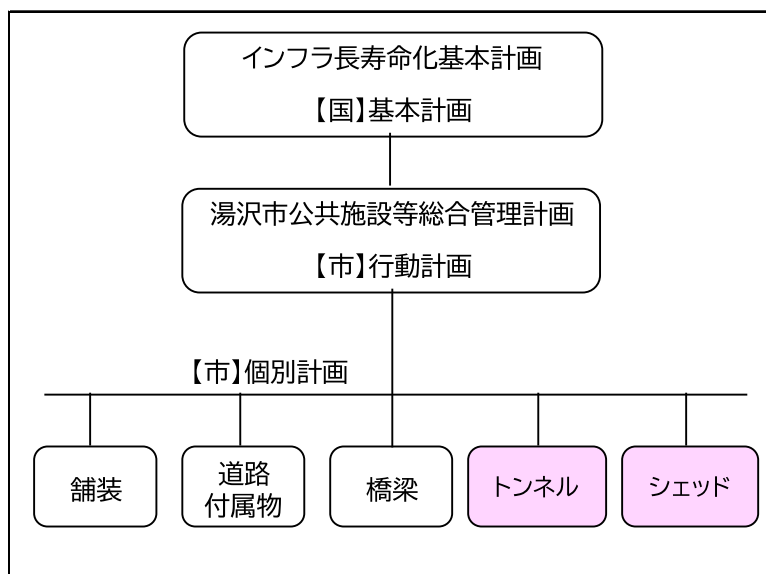 インフラ長寿命化基本計画
【国】基本計画
湯沢市公共施設等総合管理計画
【市】行動計画
【市】個別計画
舗装
道路
付属物
橋梁
トンネル
シェッド